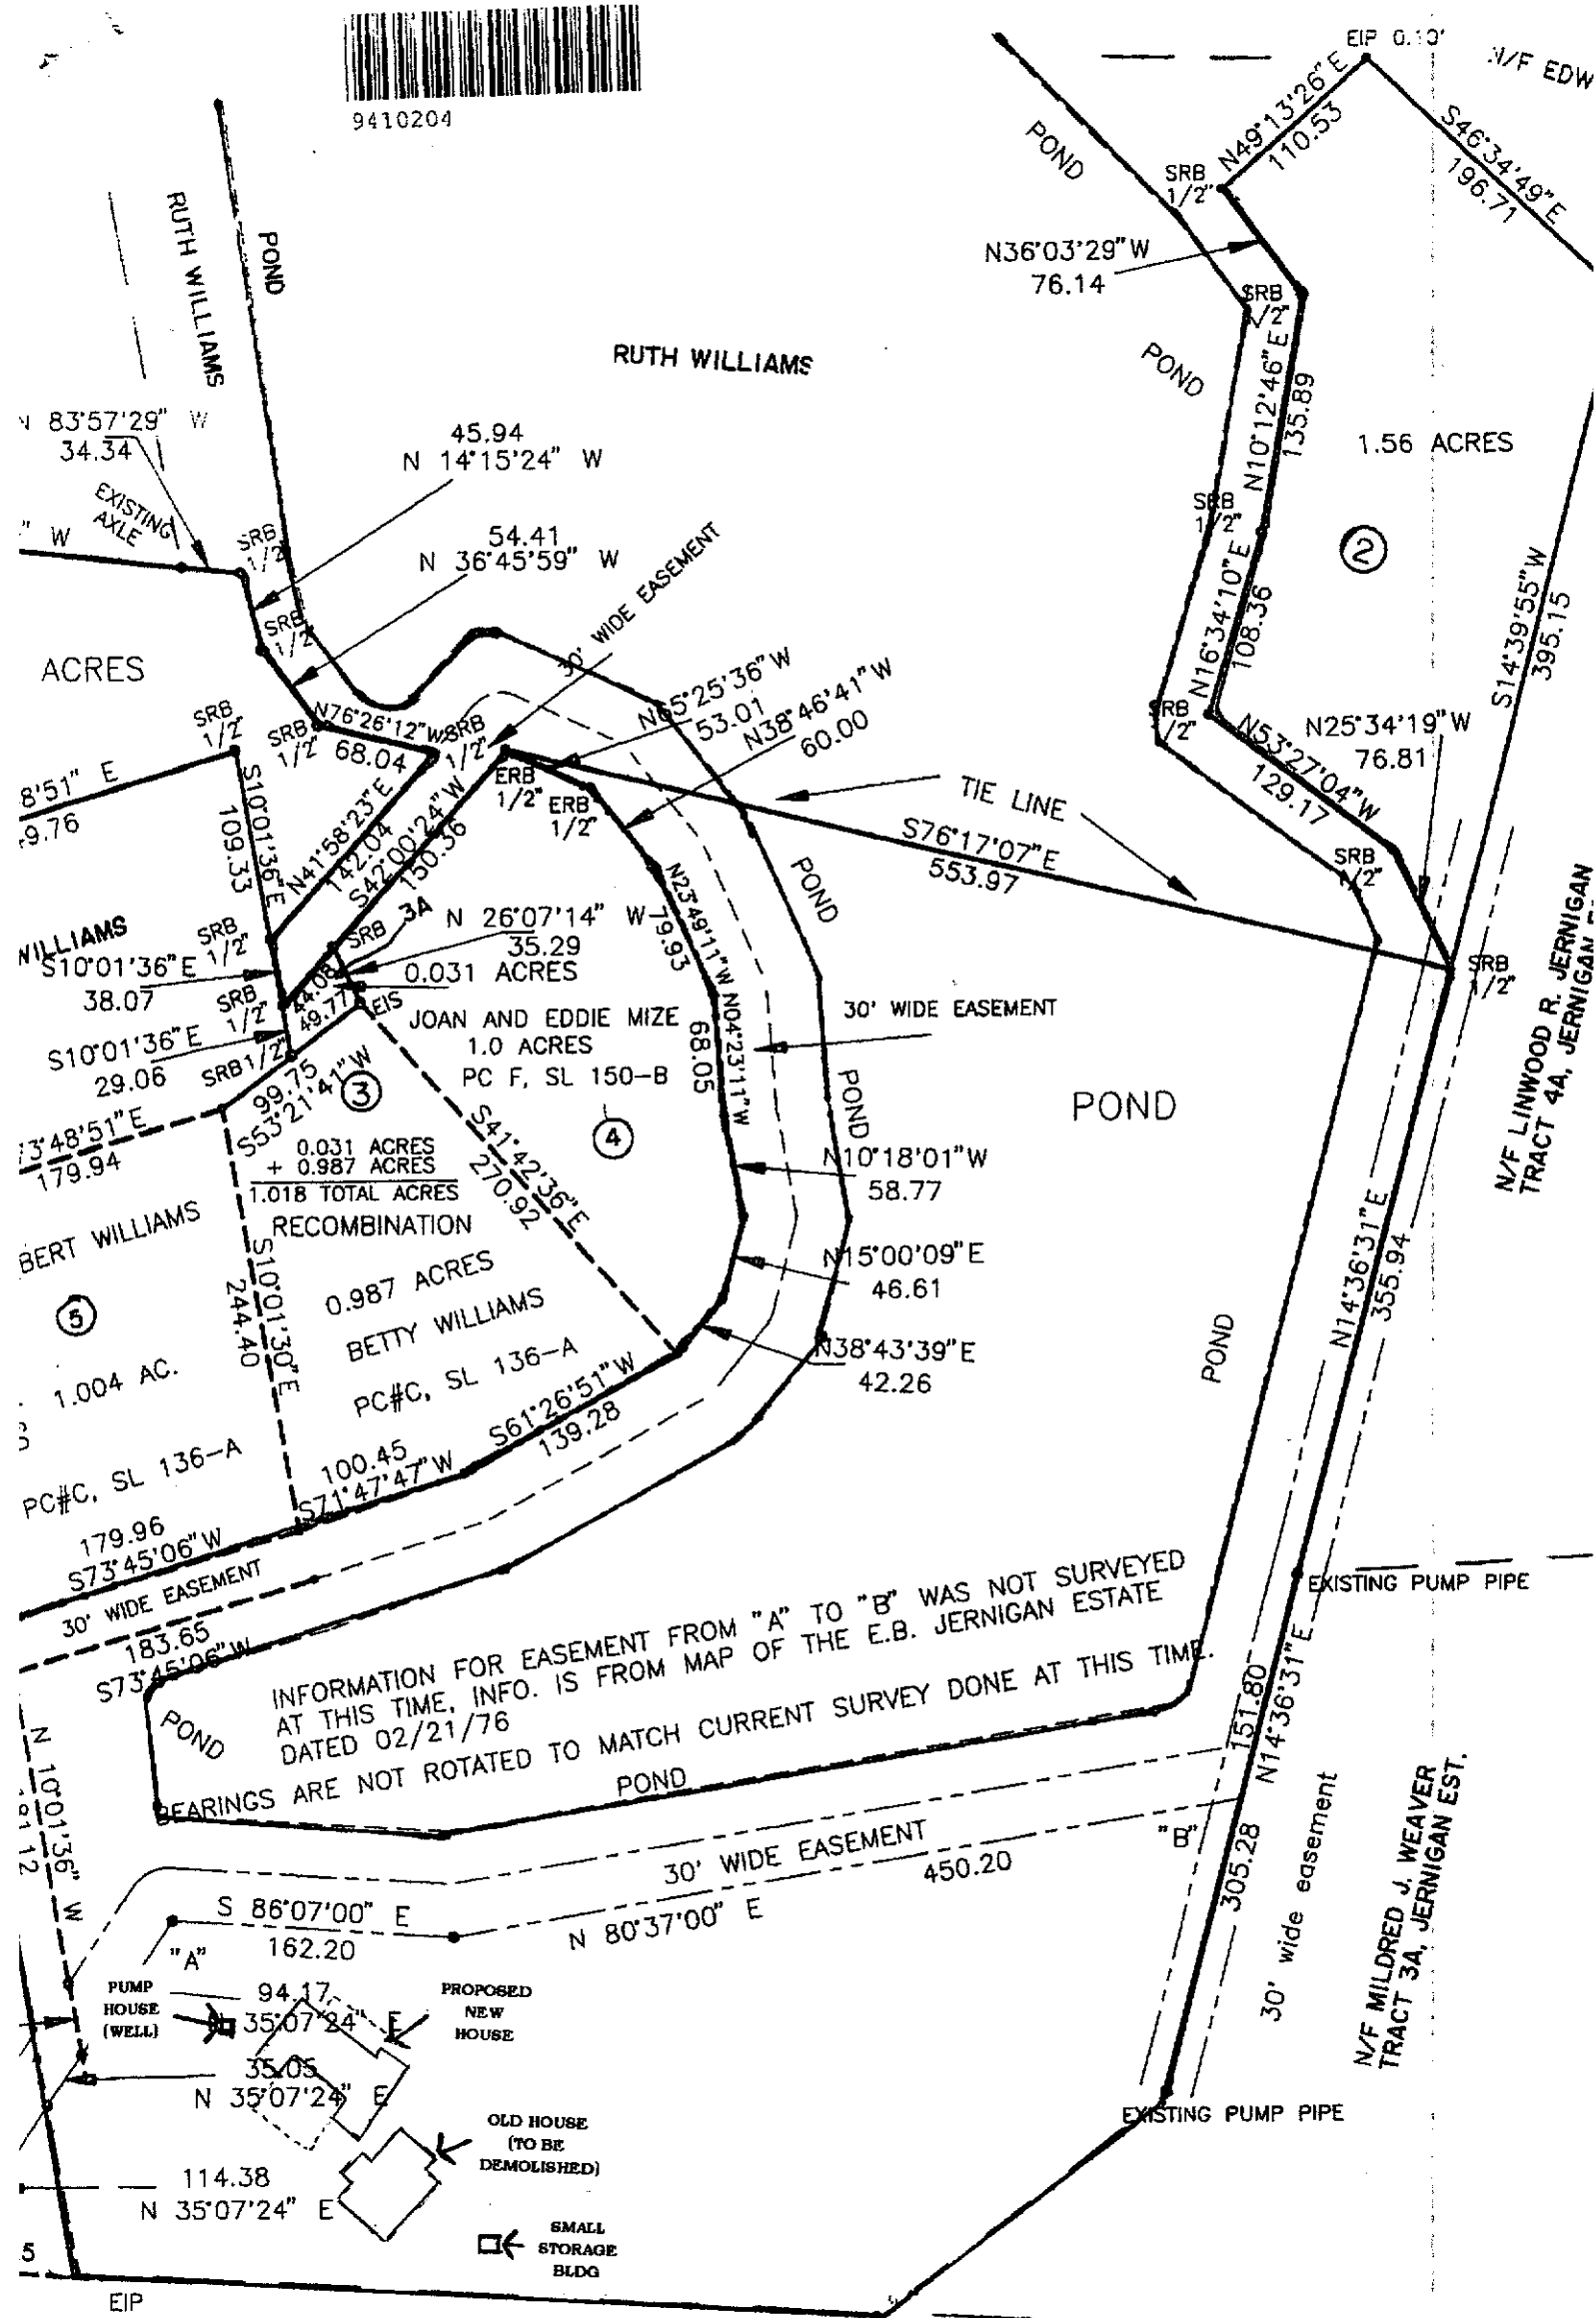 9410204
EIP 0.10'
N/F EDW
N49°13'26"E
110.53
S46°34'49"E
196.71
POND
SRB
1/2"
N36°03'29"W
76.14
SRB
1/2"
RUTH WILLIAMS
POND
RUTH WILLIAMS
POND
N10°12'46"E
135.89
1.56 ACRES
N 83°57'29" W
34.34
45.94
N 14°15'24" W
EXISTING
AXLE
" W
SRB
1/2"
54.41
N 36°45'59" W
30' WIDE EASEMENT
SRB
1/2"
2
N16°34'10"E
108.36
S14°39'55"W
395.15
SRB
1/2"
ACRES
N65°25'36"W
53.01
N38°46'41"W
60.00
SRB
1/2"
SRB
1/2"
N76°26'12"W
68.04
SRB
1/2"
SRB
1/2"
N53°27'04"W
129.17
N25°34'19"W
76.81
8'51" E
9.76
S10°01'36"E
109.33
N41°58'23"E
142.04
S42°00'24"W
150.36
ERB
1/2"
ERB
1/2"
TIE LINE
S76°17'07"E
553.97
SRB
1/2"
POND
N23°49'11"W
79.93
WILLIAMS
SRB
1/2"
S10°01'36"E
38.07
SRB
3A
N 26°07'14" W
35.29
0.031 ACRES
SRB
1/2"
44.08
49.77
EIS
SRB
1/2"
N/F LINWOOD R. JERNIGAN
TRACT 4A, JERNIGAN
JOAN AND EDDIE MIZE
1.0 ACRES
PC F, SL 150-B
N04°23'11"W
68.05
30' WIDE EASEMENT
S10°01'36"E
29.06
SRB 1/2"
99.75
S53°21'41"W
3
4
POND
POND
73°48'51"E
179.94
0.031 ACRES
+ 0.987 ACRES
1.018 TOTAL ACRES
RECOMBINATION
S41°42'36"E
270.92
N10°18'01"W
58.77
BERT WILLIAMS
S10°01'30"E
244.40
0.987 ACRES
BETTY WILLIAMS
PC#C, SL 136-A
N15°00'09"E
46.61
N14°36'31"E
355.94
5
1.004 AC.
PC#C, SL 136-A
N38°43'39"E
42.26
POND
S61°26'51"W
139.28
100.45
S71°47'47"W
179.96
S73°45'06"W
30' WIDE EASEMENT
183.65
S73°45'06"W
EXISTING PUMP PIPE
INFORMATION FOR EASEMENT FROM "A" TO "B" WAS NOT SURVEYED
AT THIS TIME, INFO. IS FROM MAP OF THE E.B. JERNIGAN ESTATE
DATED 02/21/76
BEARINGS ARE NOT ROTATED TO MATCH CURRENT SURVEY DONE AT THIS TIME.
POND
POND
151.80
N14°36'31"E
N 10°01'36" W
30' WIDE EASEMENT
450.20
N 80°37'00" E
"B"
305.28
30' wide easement
N/F MILDRED J. WEAVER
TRACT 3A, JERNIGAN EST.
S 86°07'00" E
162.20
"A"
PUMP
HOUSE
(WELL)
94.17
35°07'24" E
PROPOSED
NEW
HOUSE
35.05
N 35°07'24" E
OLD HOUSE
(TO BE
DEMOLISHED)
EXISTING PUMP PIPE
114.38
N 35°07'24" E
SMALL
STORAGE
BLDG
5
EIP